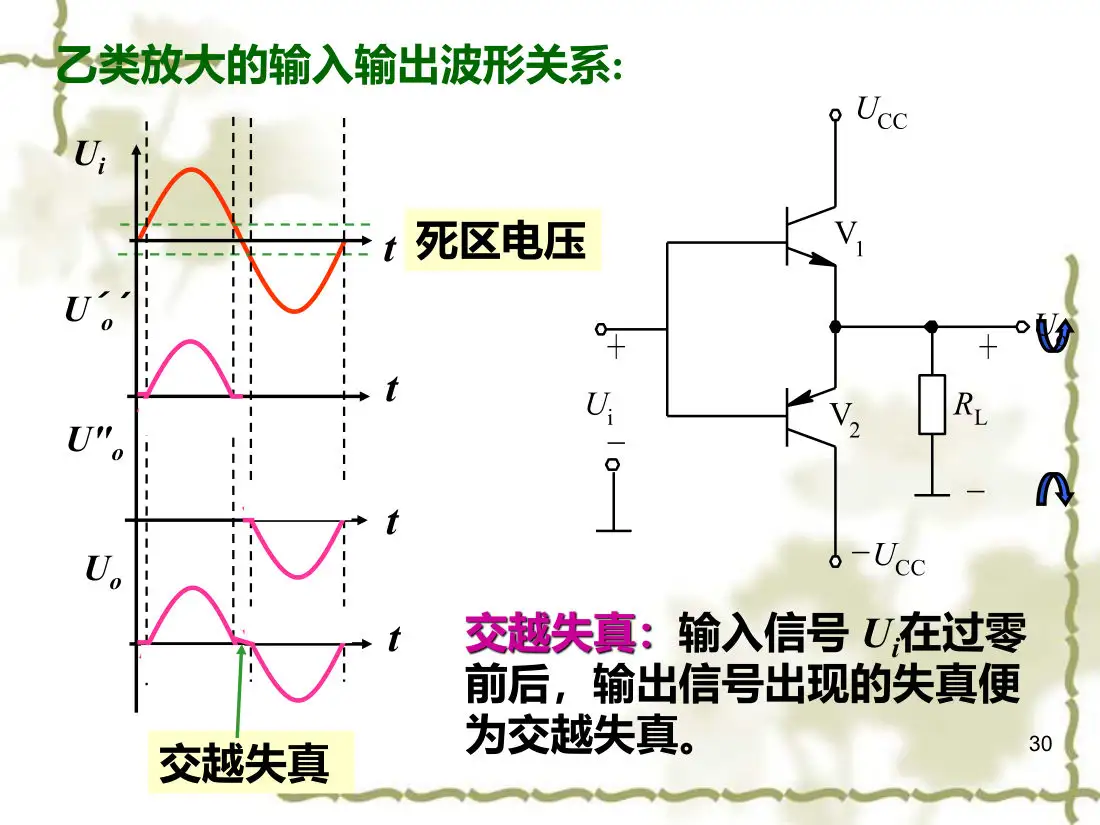 乙类放大的输入输出波形关系:
Ui
t
死区电压
U´o´
t
U"o
t
Uo
t
交越失真
UCC
V1
+
+
Ui
−
V2
RL
−
−UCC
交越失真：输入信号 Ui在过零
前后，输出信号出现的失真便
为交越失真。
30